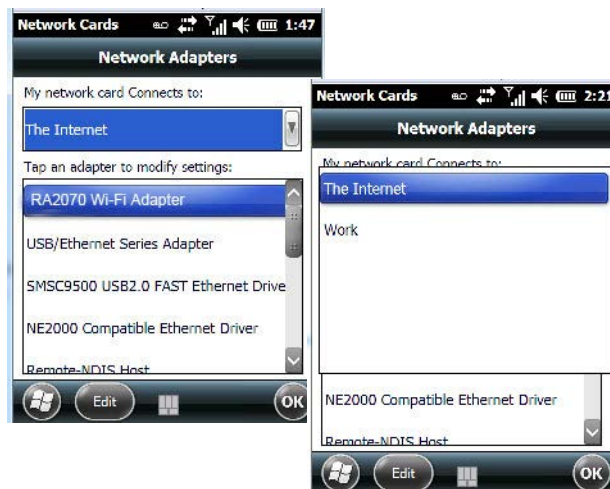 Network Cards 1:47
Network Adapters
My network card Connects to:
The Internet
Tap an adapter to modify settings:
RA2070 Wi-Fi Adapter
USB/Ethernet Series Adapter
SMSC9500 USB2.0 FAST Ethernet Drive
NE2000 Compatible Ethernet Driver
Remote-NDIS Host
Edit
OK
Network Cards 2:21
Network Adapters
My network card Connects to:
The Internet
Work
NE2000 Compatible Ethernet Driver
Remote-NDIS Host
Edit
OK